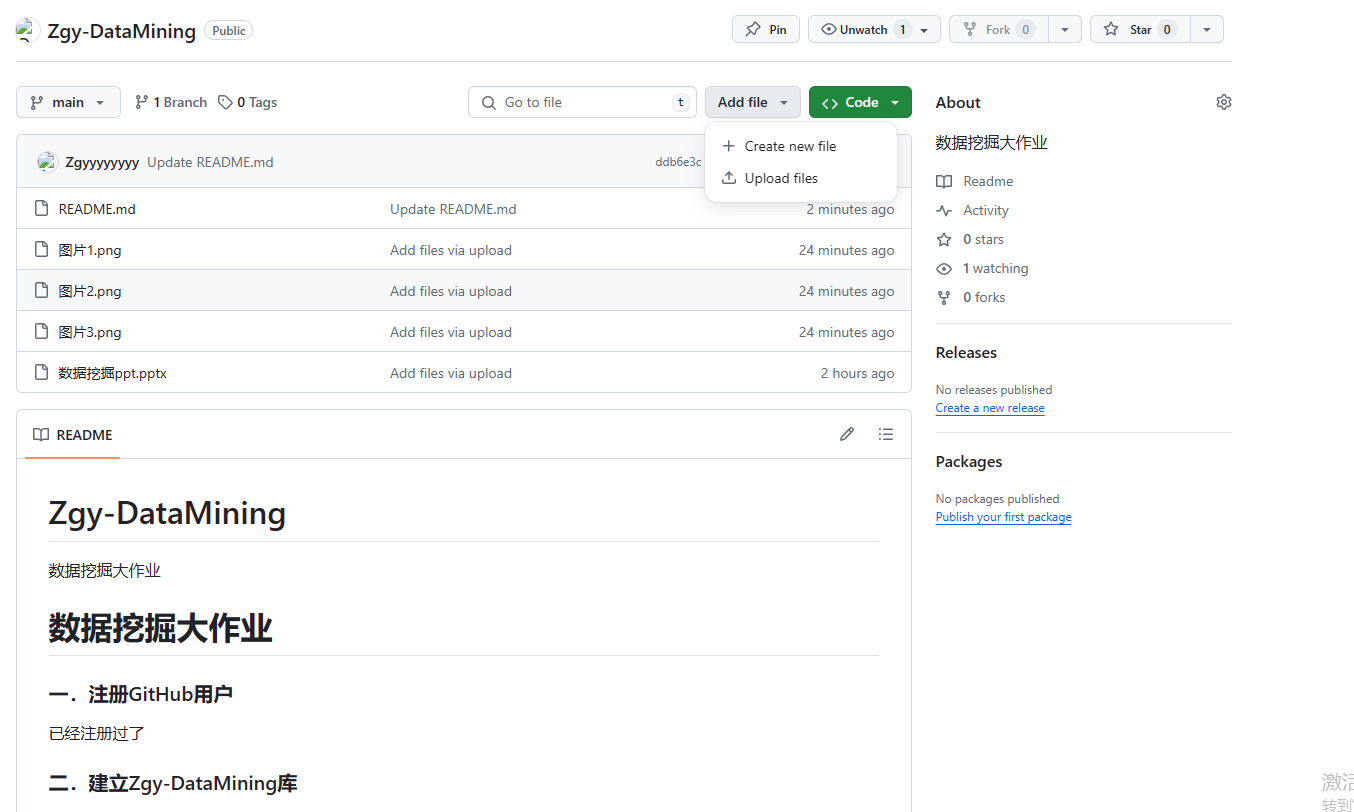 Zgy-DataMining Public Pin Unwatch 1 Fork 0 Star 0
main 1 Branch 0 Tags Go to file t Add file Code
Create new file
Upload files
Zgyyyyyyyy Update README.md ddb6e3c
README.md Update README.md 2 minutes ago
图片1.png Add files via upload 24 minutes ago
图片2.png Add files via upload 24 minutes ago
图片3.png Add files via upload 24 minutes ago
数据挖掘ppt.pptx Add files via upload 2 hours ago
README
Zgy-DataMining
数据挖掘大作业
数据挖掘大作业
一．注册GitHub用户
已经注册过了
二．建立Zgy-DataMining库
About
数据挖掘大作业
Readme
Activity
0 stars
1 watching
0 forks
Releases
No releases published
Create a new release
Packages
No packages published
Publish your first package
激活
转到